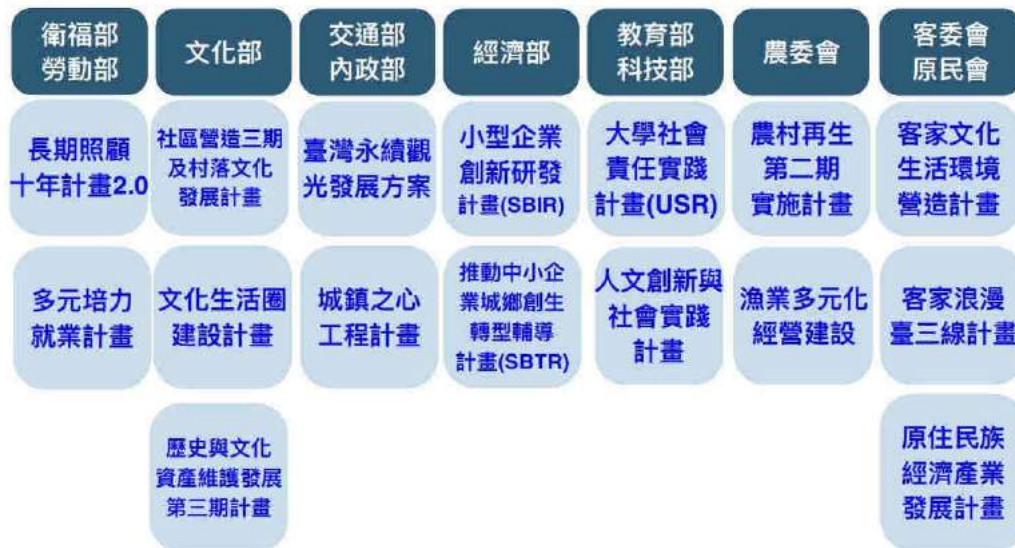 衛福部
勞動部
文化部
交通部
內政部
經濟部
教育部
科技部
農委會
客委會
原民會
長期照顧
十年計畫2.0
社區營造三期
及村落文化
發展計畫
臺灣永續觀
光發展方案
小型企業
創新研發
計畫(SBIR)
大學社會
責任實踐
計畫(USR)
農村再生
第二期
實施計畫
客家文化
生活環境
營造計畫
多元培力
就業計畫
文化生活圈
建設計畫
城鎮之心
工程計畫
推動中小企
業城鄉創生
轉型輔導
計畫(SBTR)
人文創新與
社會實踐
計畫
漁業多元化
經營建設
客家浪漫
臺三線計畫
歷史與文化
資產維護發展
第三期計畫
原住民族
經濟產業
發展計畫